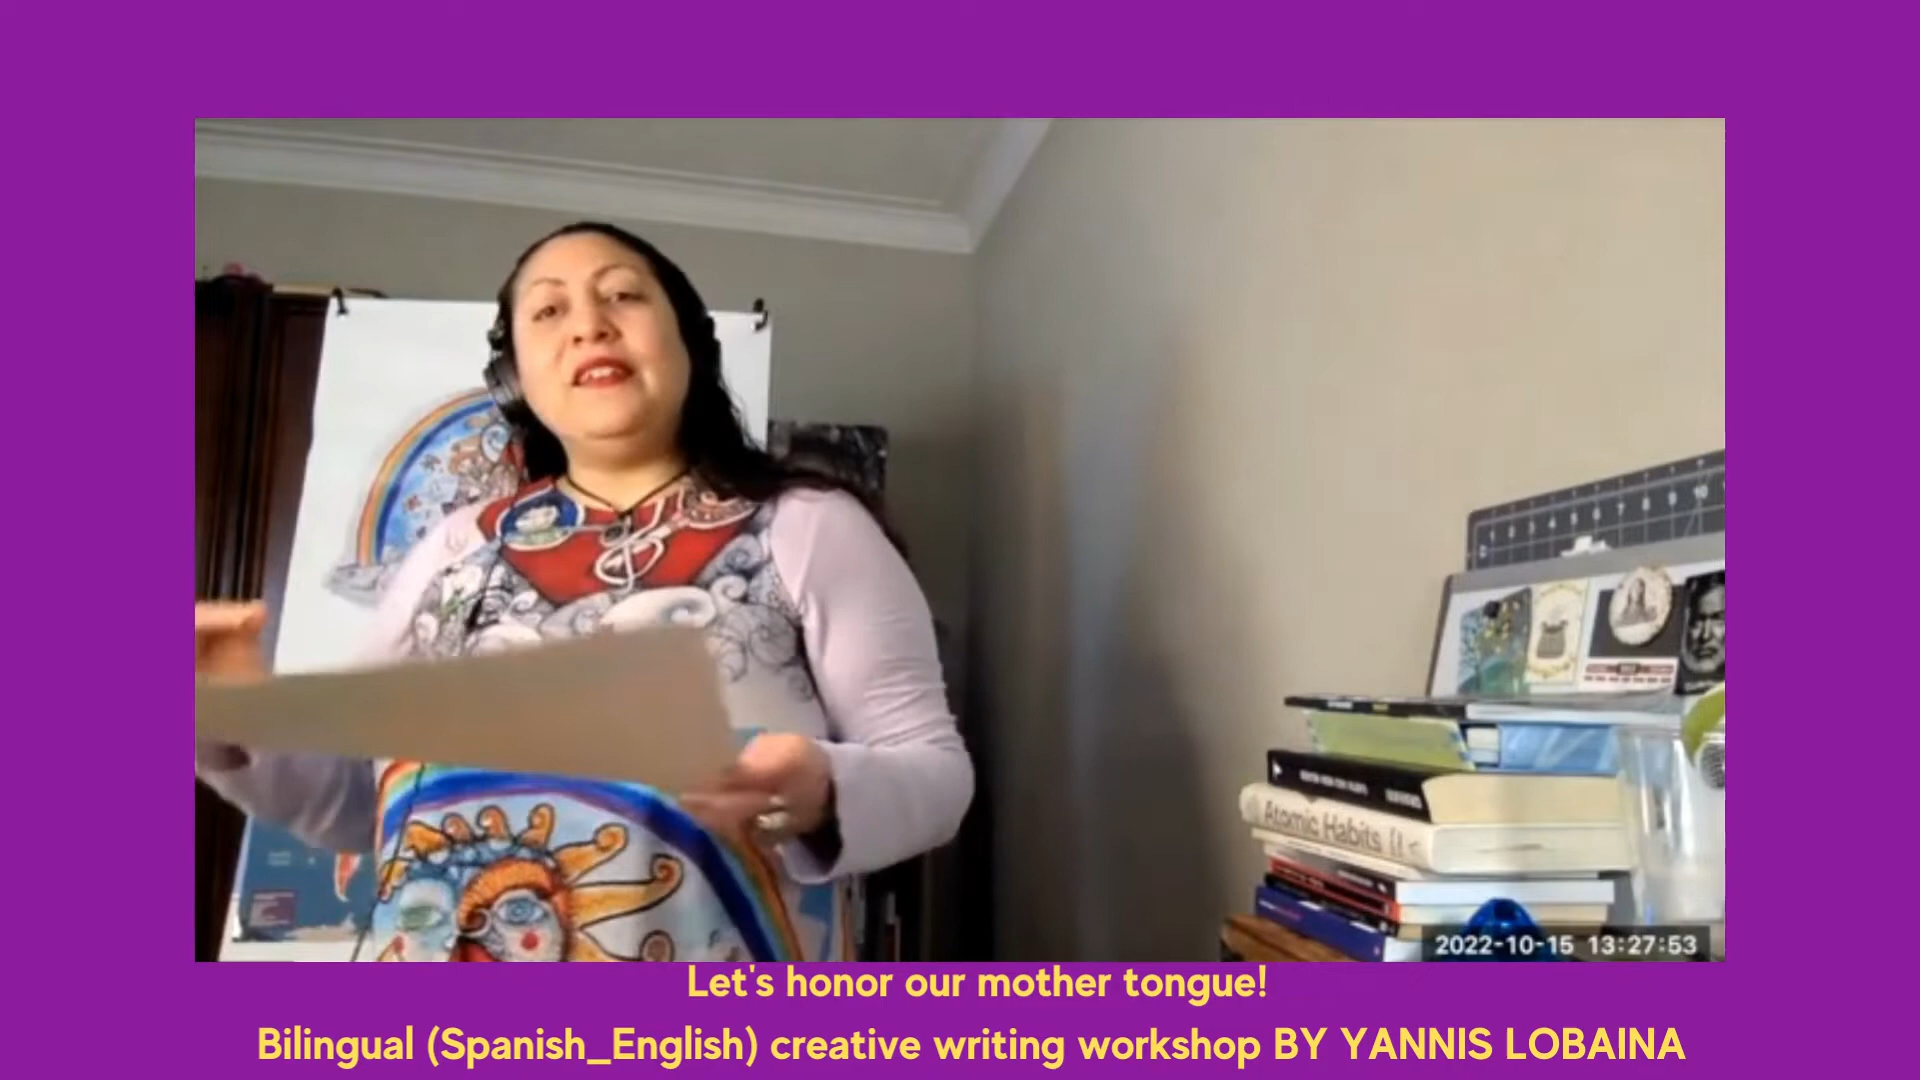 Atomic Habits (I
2022-10-15 13:27:53
Let's honor our mother tongue!
Bilingual (Spanish_English) creative writing workshop BY YANNIS LOBAINA